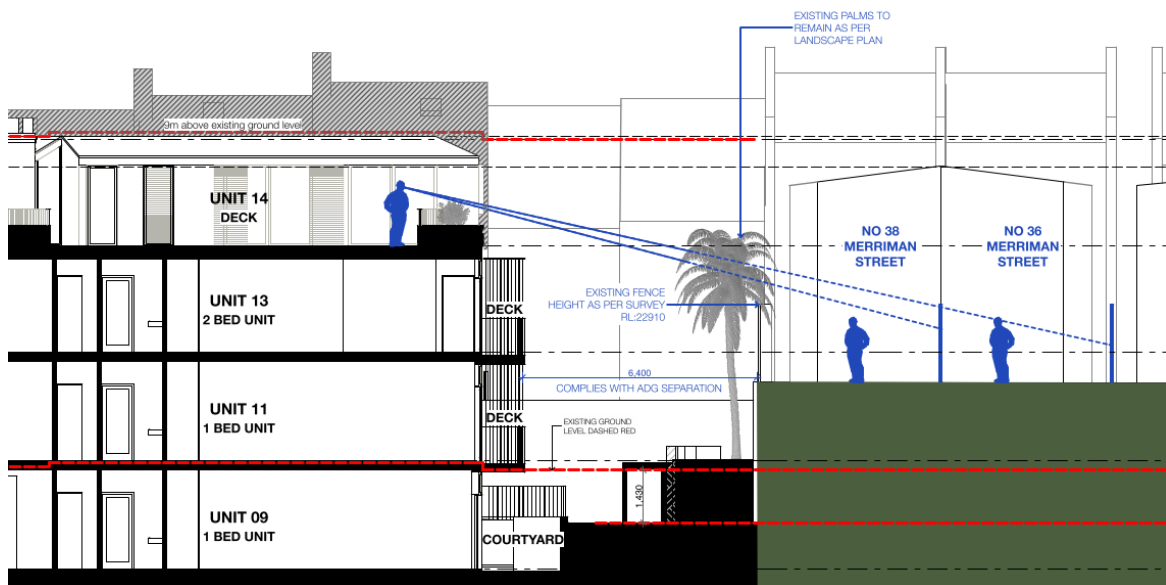 EXISTING PALMS TO
REMAIN AS PER
LANDSCAPE PLAN
9m above existing ground level
UNIT 14
DECK
NO 38
MERRIMAN
STREET
NO 36
MERRIMAN
STREET
EXISTING FENCE
HEIGHT AS PER SURVEY
RL:22910
UNIT 13
2 BED UNIT
DECK
6,400
COMPLIES WITH ADG SEPARATION
UNIT 11
1 BED UNIT
DECK
EXISTING GROUND
LEVEL DASHED RED
1,430
UNIT 09
1 BED UNIT
COURTYARD